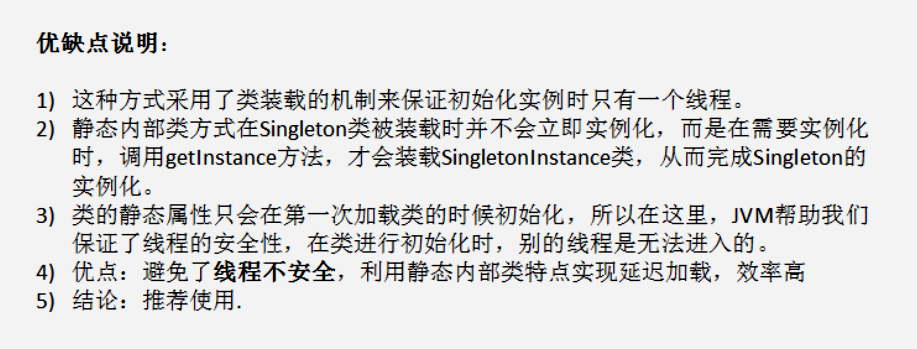 优缺点说明：
1) 这种方式采用了类装载的机制来保证初始化实例时只有一个线程。
2) 静态内部类方式在Singleton类被装载时并不会立即实例化，而是在需要实例化
时，调用getInstance方法，才会装载SingletonInstance类，从而完成Singleton的
实例化。
3) 类的静态属性只会在第一次加载类的时候初始化，所以在这里，JVM帮助我们
保证了线程的安全性，在类进行初始化时，别的线程是无法进入的。
4) 优点：避免了线程不安全，利用静态内部类特点实现延迟加载，效率高
5) 结论：推荐使用.